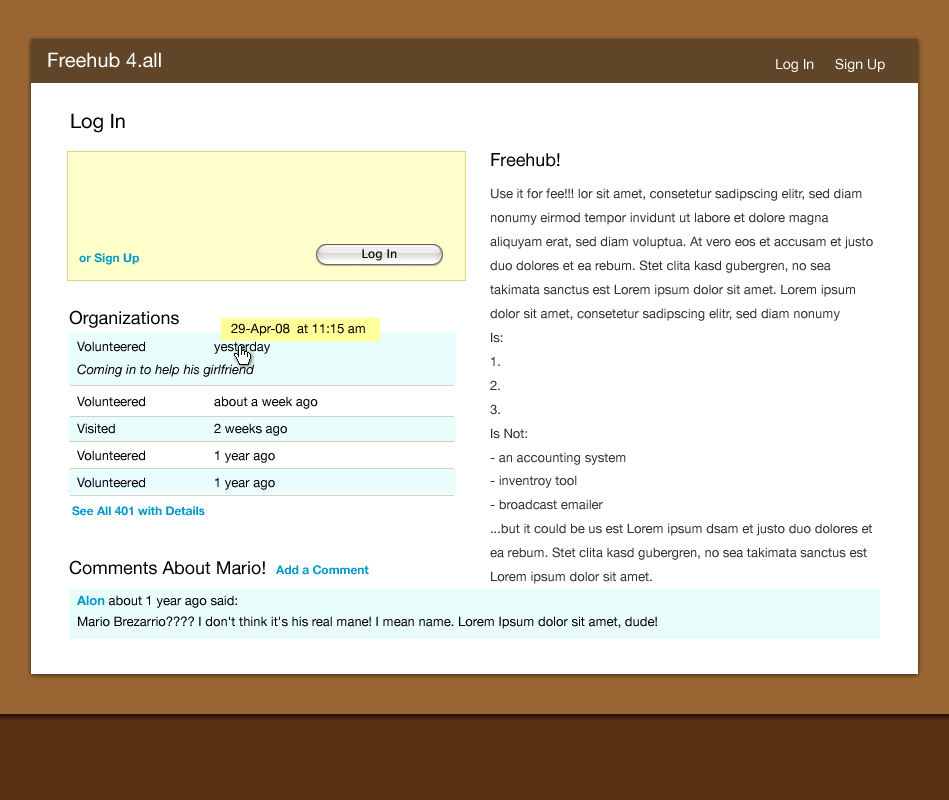 Freehub 4.all
Log In Sign Up
Log In
or Sign Up
Log In
Organizations
29-Apr-08 at 11:15 am
Volunteered yesterday
Coming in to help his girlfriend
Volunteered about a week ago
Visited 2 weeks ago
Volunteered 1 year ago
Volunteered 1 year ago
See All 401 with Details
Freehub!
Use it for fee!!! lor sit amet, consetetur sadipscing elitr, sed diam
nonumy eirmod tempor invidunt ut labore et dolore magna
aliquyam erat, sed diam voluptua. At vero eos et accusam et justo
duo dolores et ea rebum. Stet clita kasd gubergren, no sea
takimata sanctus est Lorem ipsum dolor sit amet. Lorem ipsum
dolor sit amet, consetetur sadipscing elitr, sed diam nonumy
Is:
1.
2.
3.
Is Not:
- an accounting system
- inventroy tool
- broadcast emailer
...but it could be us est Lorem ipsum dsam et justo duo dolores et
ea rebum. Stet clita kasd gubergren, no sea takimata sanctus est
Lorem ipsum dolor sit amet.
Comments About Mario! Add a Comment
Alon about 1 year ago said:
Mario Brezarrio???? I don't think it's his real mane! I mean name. Lorem Ipsum dolor sit amet, dude!